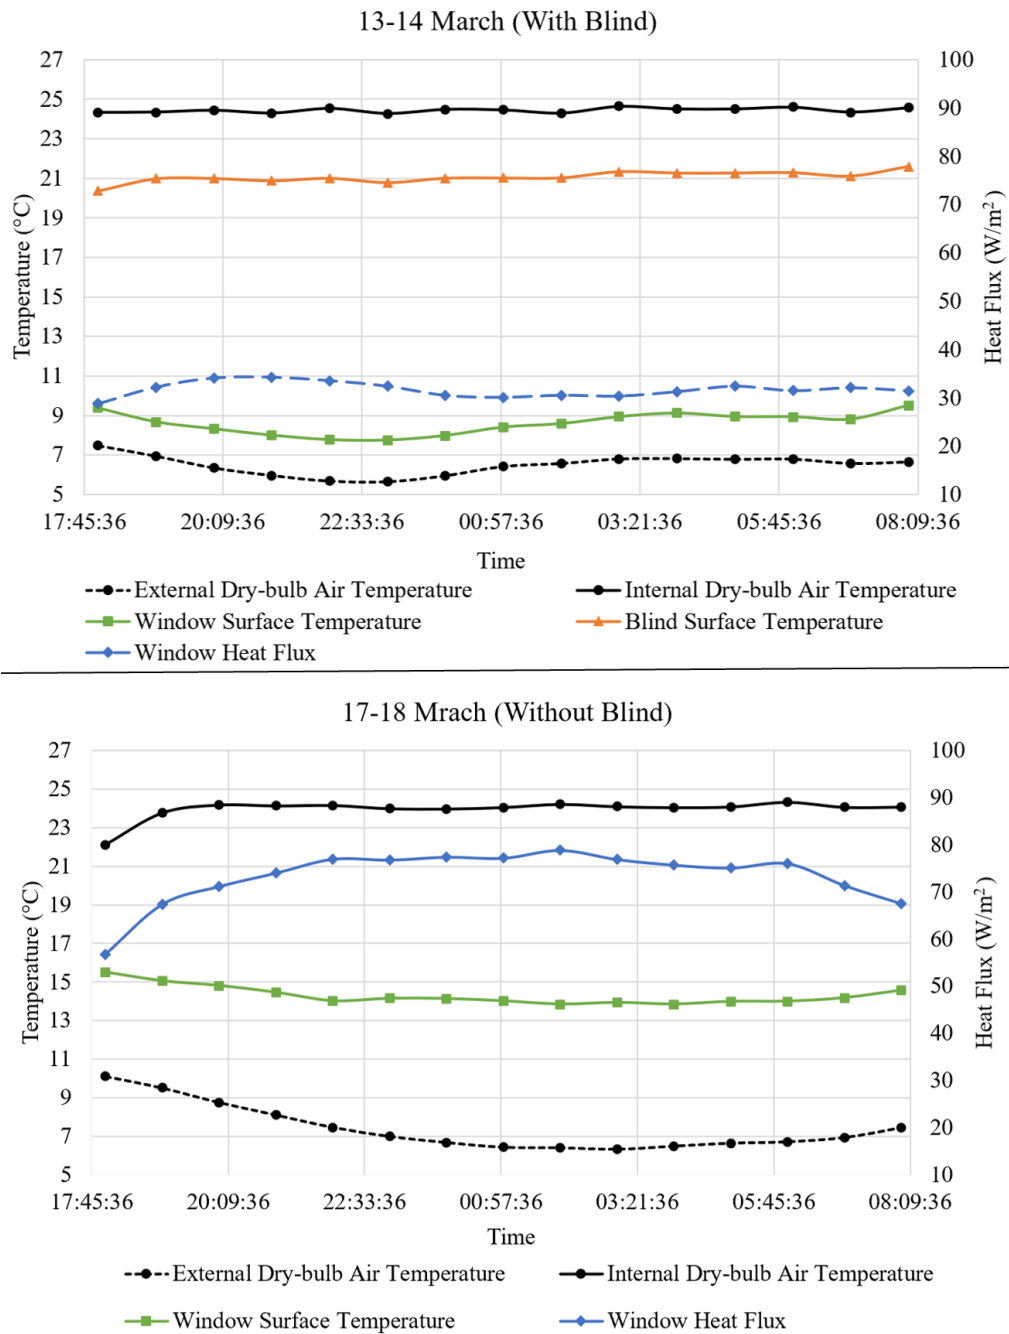 13-14 March (With Blind)
27
25
23
21
19
17
15
13
11
9
7
5
Temperature (°C)
100
90
80
70
60
50
40
30
20
10
Heat Flux (W/m²)
17:45:36 20:09:36 22:33:36 00:57:36 03:21:36 05:45:36 08:09:36
Time
External Dry-bulb Air Temperature Internal Dry-bulb Air Temperature
Window Surface Temperature Blind Surface Temperature
Window Heat Flux
17-18 Mrach (Without Blind)
27
25
23
21
19
17
15
13
11
9
7
5
Temperature (°C)
100
90
80
70
60
50
40
30
20
10
Heat Flux (W/m²)
17:45:36 20:09:36 22:33:36 00:57:36 03:21:36 05:45:36 08:09:36
Time
External Dry-bulb Air Temperature Internal Dry-bulb Air Temperature
Window Surface Temperature Window Heat Flux